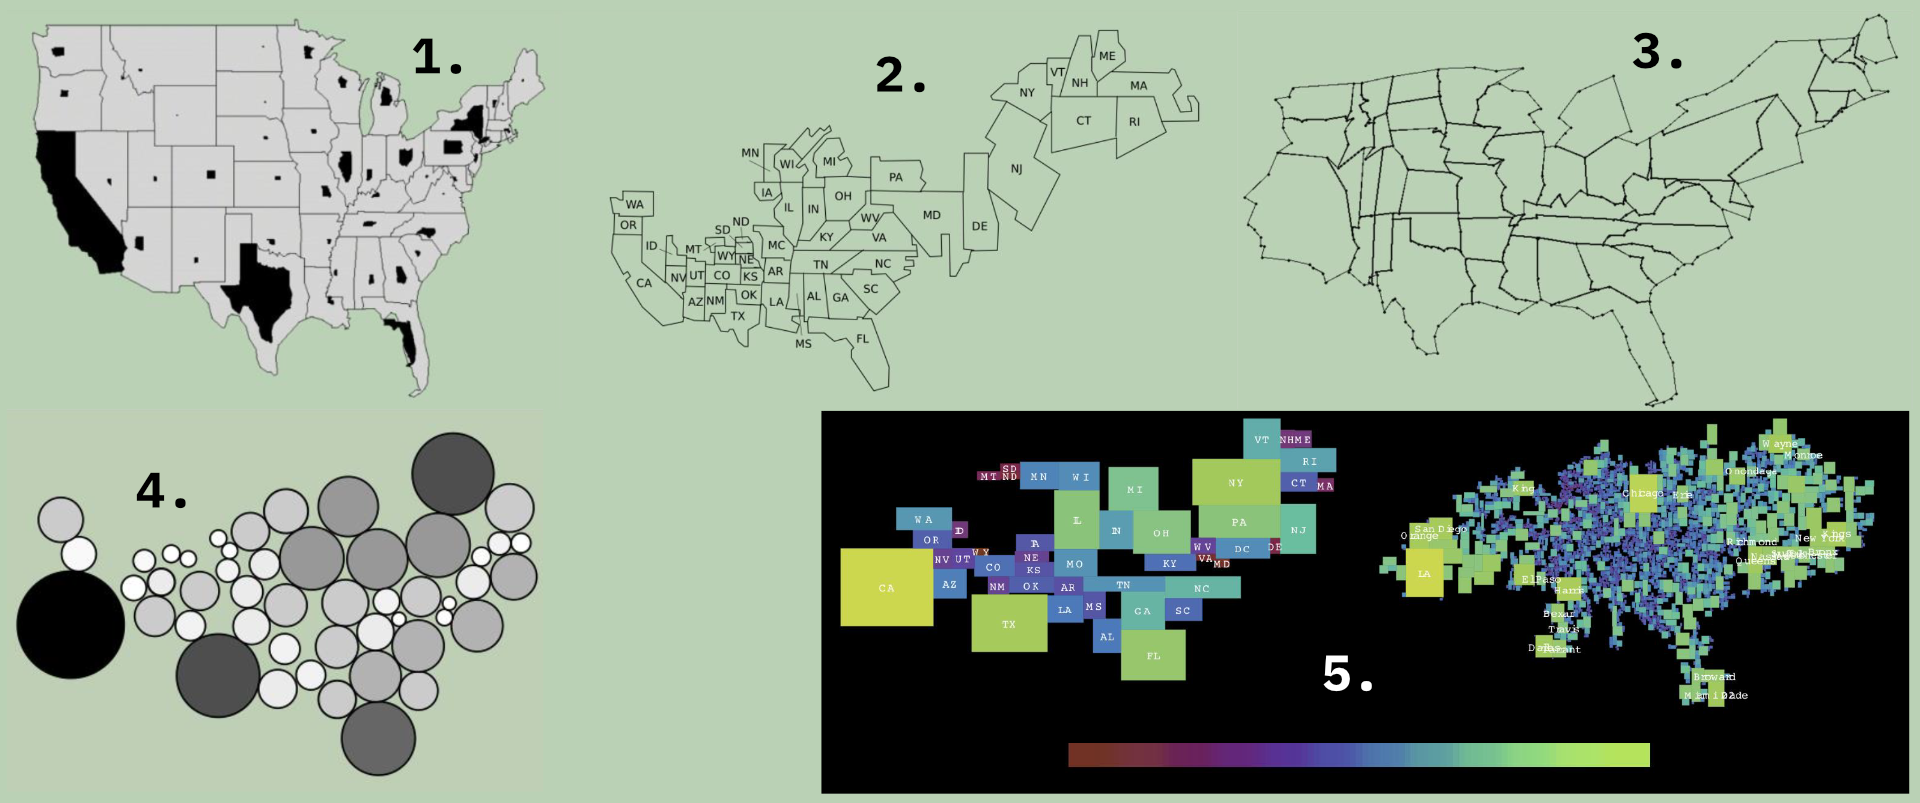 1.
2.
3.
ME
VT
NH
MA
NY
CT
RI
MN
WI
MI
NJ
PA
IA
OH
WA
IL
IN
WV
MD
OR
ND
SD
DE
ID
MT
MC
KY
VA
WY
NE
TN
NC
NV
UT
CO
KS
AR
CA
SC
AZ
NM
OK
LA
AL
GA
TX
MS
FL
4.
5.
VT
NH
ME
RI
SD
MT
ND
MN
WI
MI
NY
CT
MA
WA
ID
IL
IN
OH
PA
NJ
OR
IA
WV
DC
DE
NV
UT
WY
NE
CO
KS
MO
KY
VA
MD
CA
AZ
NM
OK
AR
TN
NC
LA
MS
GA
SC
TX
AL
FL
Wayne
Monroe
Onondaga
King
Chicago
Erie
San Diego
Orange
Kings
New York
Richmond
Bronx
Nassau
Queens
LA
El Paso
Harris
Bexar
Travis
Dallas
Tarrant
Broward
Miami Dade